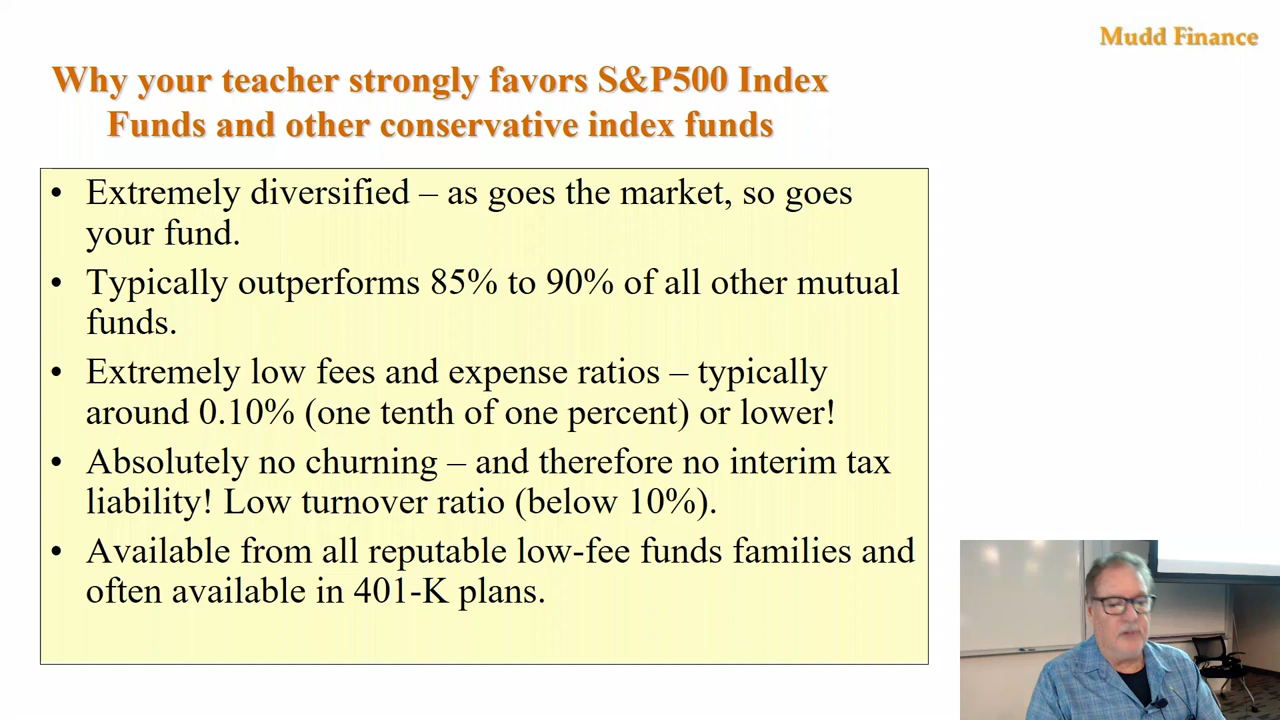 Mudd Finance
Why your teacher strongly favors S&P500 Index
Funds and other conservative index funds
• Extremely diversified – as goes the market, so goes
your fund.
• Typically outperforms 85% to 90% of all other mutual
funds.
• Extremely low fees and expense ratios – typically
around 0.10% (one tenth of one percent) or lower!
• Absolutely no churning – and therefore no interim tax
liability! Low turnover ratio (below 10%).
• Available from all reputable low-fee funds families and
often available in 401-K plans.